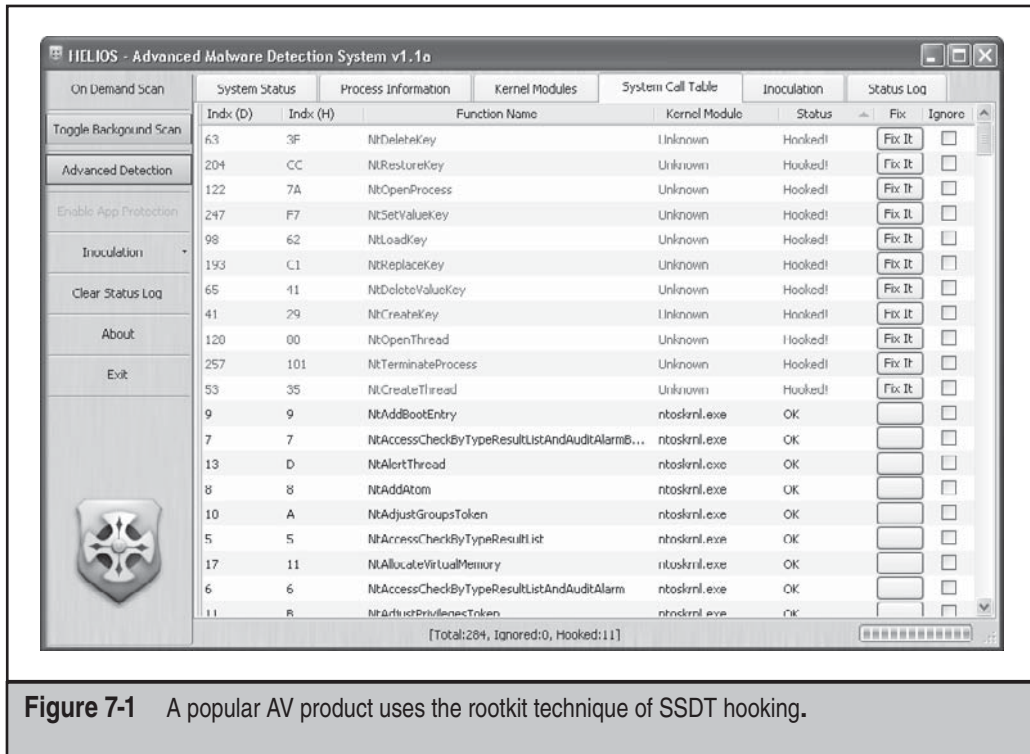 HELIOS - Advanced Malware Detection System v1.1a
On Demand Scan
Toggle Backgound Scan
Advanced Detection
Enable App Protection
Inoculation
Clear Status Log
About
Exit
System Status Process Information Kernel Modules System Call Table Inoculation Status Log
Indx (D) Indx (H) Function Name Kernel Module Status Fix Ignore
63 3F NtDeleteKey Unknown Hooked! Fix It
204 CC NtRestoreKey Unknown Hooked! Fix It
122 7A NtOpenProcess Unknown Hooked! Fix It
247 F7 NtSetValueKey Unknown Hooked! Fix It
98 62 NtLoadKey Unknown Hooked! Fix It
193 C1 NtReplaceKey Unknown Hooked! Fix It
65 41 NtDeleteValueKey Unknown Hooked! Fix It
41 29 NtCreateKey Unknown Hooked! Fix It
128 80 NtOpenThread Unknown Hooked! Fix It
257 101 NtTerminateProcess Unknown Hooked! Fix It
53 35 NtCreateThread Unknown Hooked! Fix It
9 9 NtAddBootEntry ntoskrnl.exe OK
7 7 NtAccessCheckByTypeResultListAndAuditAlarmB... ntoskrnl.exe OK
13 D NtAlertThread ntoskrnl.exe OK
8 8 NtAddAtom ntoskrnl.exe OK
10 A NtAdjustGroupsToken ntoskrnl.exe OK
5 5 NtAccessCheckByTypeResultList ntoskrnl.exe OK
17 11 NtAllocateVirtualMemory ntoskrnl.exe OK
6 6 NtAccessCheckByTypeResultListAndAuditAlarm ntoskrnl.exe OK
11 B NtAdjustPrivilegesToken ntoskrnl.exe OK
[Total:284, Ignored:0, Hooked:11]
Figure 7-1 A popular AV product uses the rootkit technique of SSDT hooking.